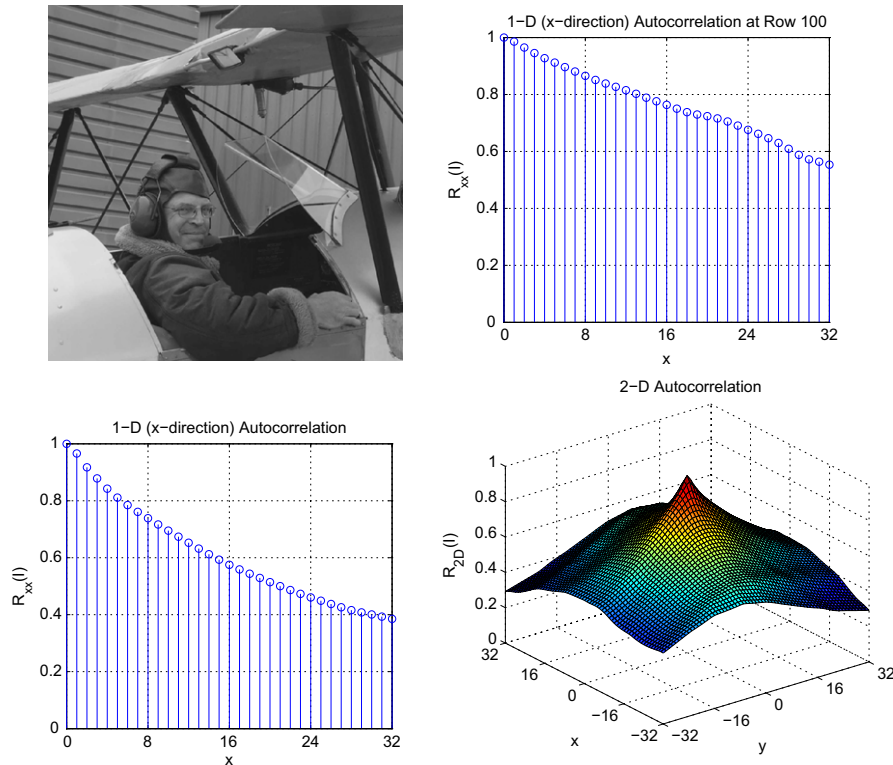 1−D (x−direction) Autocorrelation at Row 100
1
0.8
0.6
0.4
0.2
0
R_xx(l)
0 8 16 24 32
x
1−D (x−direction) Autocorrelation
1
0.8
0.6
0.4
0.2
0
R_xx(l)
0 8 16 24 32
x
2−D Autocorrelation
1
0.8
0.6
0.4
0.2
0
R_2D(l)
32
16
0
−16
−32
x
−32
−16
0
16
32
y